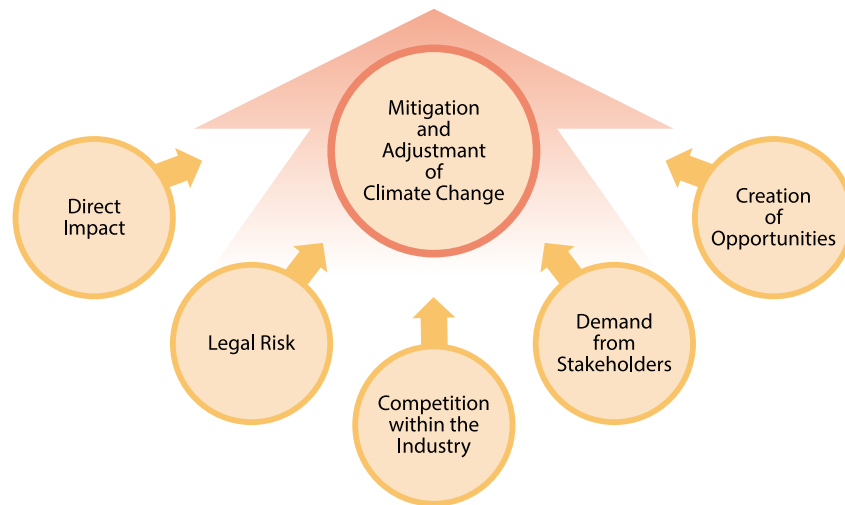 Mitigation
and
Adjustmant
of
Climate Change
Direct
Impact
Legal Risk
Competition
within the
Industry
Demand
from
Stakeholders
Creation
of
Opportunities